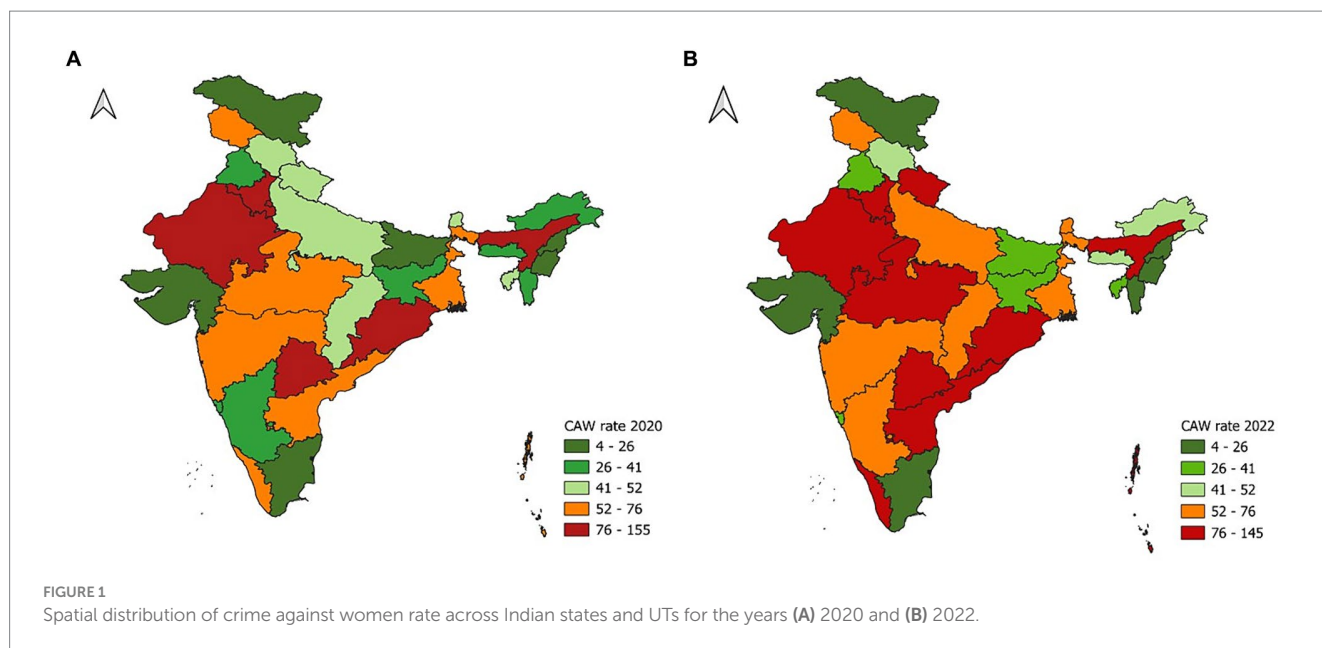 A
B
CAW rate 2020
4 - 26
26 - 41
41 - 52
52 - 76
76 - 155
CAW rate 2022
4 - 26
26 - 41
41 - 52
52 - 76
76 - 145
FIGURE 1
Spatial distribution of crime against women rate across Indian states and UTs for the years (A) 2020 and (B) 2022.